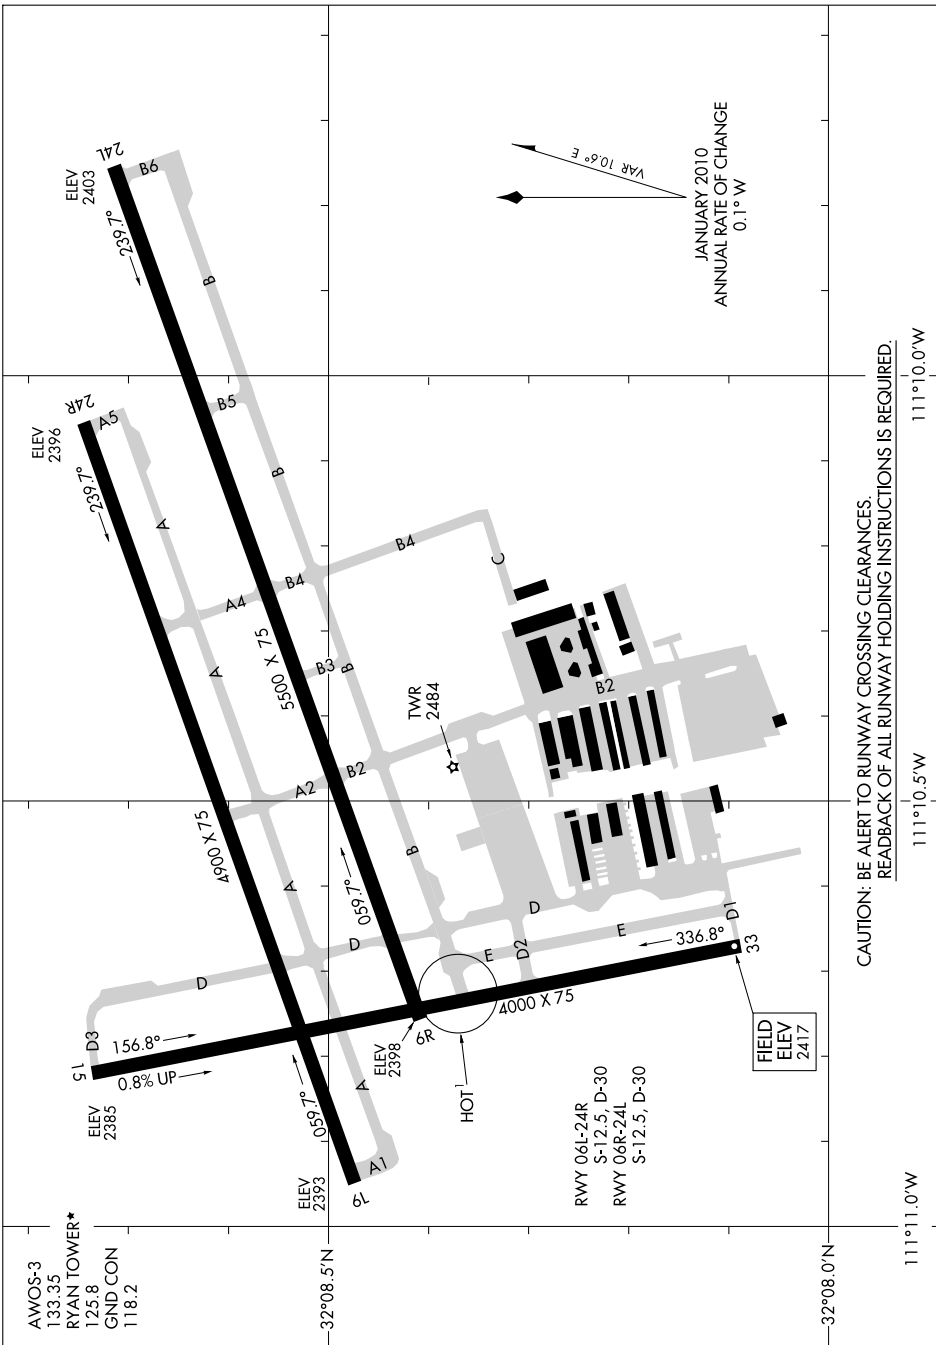 AWOS-3
133.35
RYAN TOWER★
125.8
GND CON
118.2
ELEV
2403
24L
B6
239.7°
B
VAR 10.6° E
JANUARY 2010
ANNUAL RATE OF CHANGE
0.1° W
ELEV
2396
24R
A5
239.7°
A
B5
B
B4
C
A4
B4
A
5500 X 75
B3
B
TWR
2484
B2
A2
B2
4900 X 75
B
A
059.7°
D
D
D
D2
E
E
D1
336.8°
33
4000 X 75
FIELD
ELEV
2417
15
D3
156.8°
0.8% UP
ELEV
2385
ELEV
2398
6R
HOT1
A
059.7°
A1
6L
ELEV
2393
RWY 06L-24R
S-12.5, D-30
RWY 06R-24L
S-12.5, D-30
32°08.5'N
32°08.0'N
111°11.0'W
111°10.5'W
111°10.0'W
CAUTION: BE ALERT TO RUNWAY CROSSING CLEARANCES.
READBACK OF ALL RUNWAY HOLDING INSTRUCTIONS IS REQUIRED.